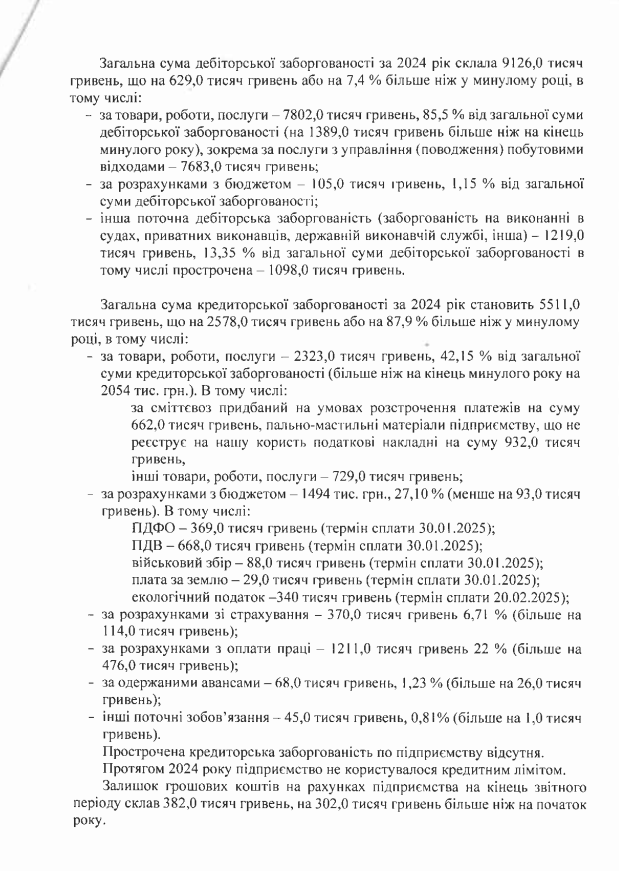 Загальна сума дебіторської заборгованості за 2024 рік склала 9126,0 тисяч
гривень, що на 629,0 тисяч гривень або на 7,4 % більше ніж у минулому році, в
тому числі:
- за товари, роботи, послуги – 7802,0 тисяч гривень, 85,5 % від загальної суми
дебіторської заборгованості (на 1389,0 тисяч гривень більше ніж на кінець
минулого року), зокрема за послуги з управління (поводження) побутовими
відходами – 7683,0 тисяч гривень;
- за розрахунками з бюджетом – 105,0 тисяч гривень, 1,15 % від загальної
суми дебіторської заборгованості;
- інша поточна дебіторська заборгованість (заборгованість на виконанні в
судах, приватних виконавців, державній виконавчій службі, інша) – 1219,0
тисяч гривень, 13,35 % від загальної суми дебіторської заборгованості в
тому числі прострочена – 1098,0 тисяч гривень.
Загальна сума кредиторської заборгованості за 2024 рік становить 5511,0
тисяч гривень, що на 2578,0 тисяч гривень або на 87,9 % більше ніж у минулому
році, в тому числі:
- за товари, роботи, послуги – 2323,0 тисяч гривень, 42,15 % від загальної
суми кредиторської заборгованості (більше ніж на кінець минулого року на
2054 тис. грн.). В тому числі:
за сміттєвоз придбаний на умовах розстрочення платежів на суму
662,0 тисяч гривень, пально-мастильні матеріали підприємству, що не
реєструє на нашу користь податкові накладні на суму 932,0 тисяч
гривень,
інші товари, роботи, послуги – 729,0 тисяч гривень;
- за розрахунками з бюджетом – 1494 тис. грн., 27,10 % (менше на 93,0 тисяч
гривень). В тому числі:
ПДФО – 369,0 тисяч гривень (термін сплати 30.01.2025);
ПДВ – 668,0 тисяч гривень (термін сплати 30.01.2025);
військовий збір – 88,0 тисяч гривень (термін сплати 30.01.2025);
плата за землю – 29,0 тисяч гривень (термін сплати 30.01.2025);
екологічний податок –340 тисяч гривень (термін сплати 20.02.2025);
- за розрахунками зі страхування – 370,0 тисяч гривень 6,71 % (більше на
114,0 тисяч гривень);
- за розрахунками з оплати праці – 1211,0 тисяч гривень 22 % (більше на
476,0 тисяч гривень);
- за одержаними авансами – 68,0 тисяч гривень, 1,23 % (більше на 26,0 тисяч
гривень);
- інші поточні зобов’язання – 45,0 тисяч гривень, 0,81% (більше на 1,0 тисяч
гривень).
Прострочена кредиторська заборгованість по підприємству відсутня.
Протягом 2024 року підприємство не користувалося кредитним лімітом.
Залишок грошових коштів на рахунках підприємства на кінець звітного
періоду склав 382,0 тисяч гривень, на 302,0 тисяч гривень більше ніж на початок
року.